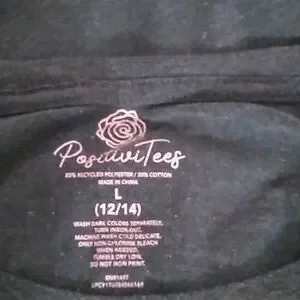 PositiviTees
80% RECYCLED POLYESTER / 20% COTTON
MADE IN CHINA
L
(12/14)
WASH DARK COLORS SEPARATELY.
TURN INSIDE-OUT.
MACHINE WASH COLD DELICATE.
ONLY NON-CHLORINE BLEACH
WHEN NEEDED.
TUMBLE DRY LOW.
DO NOT IRON PRINT.